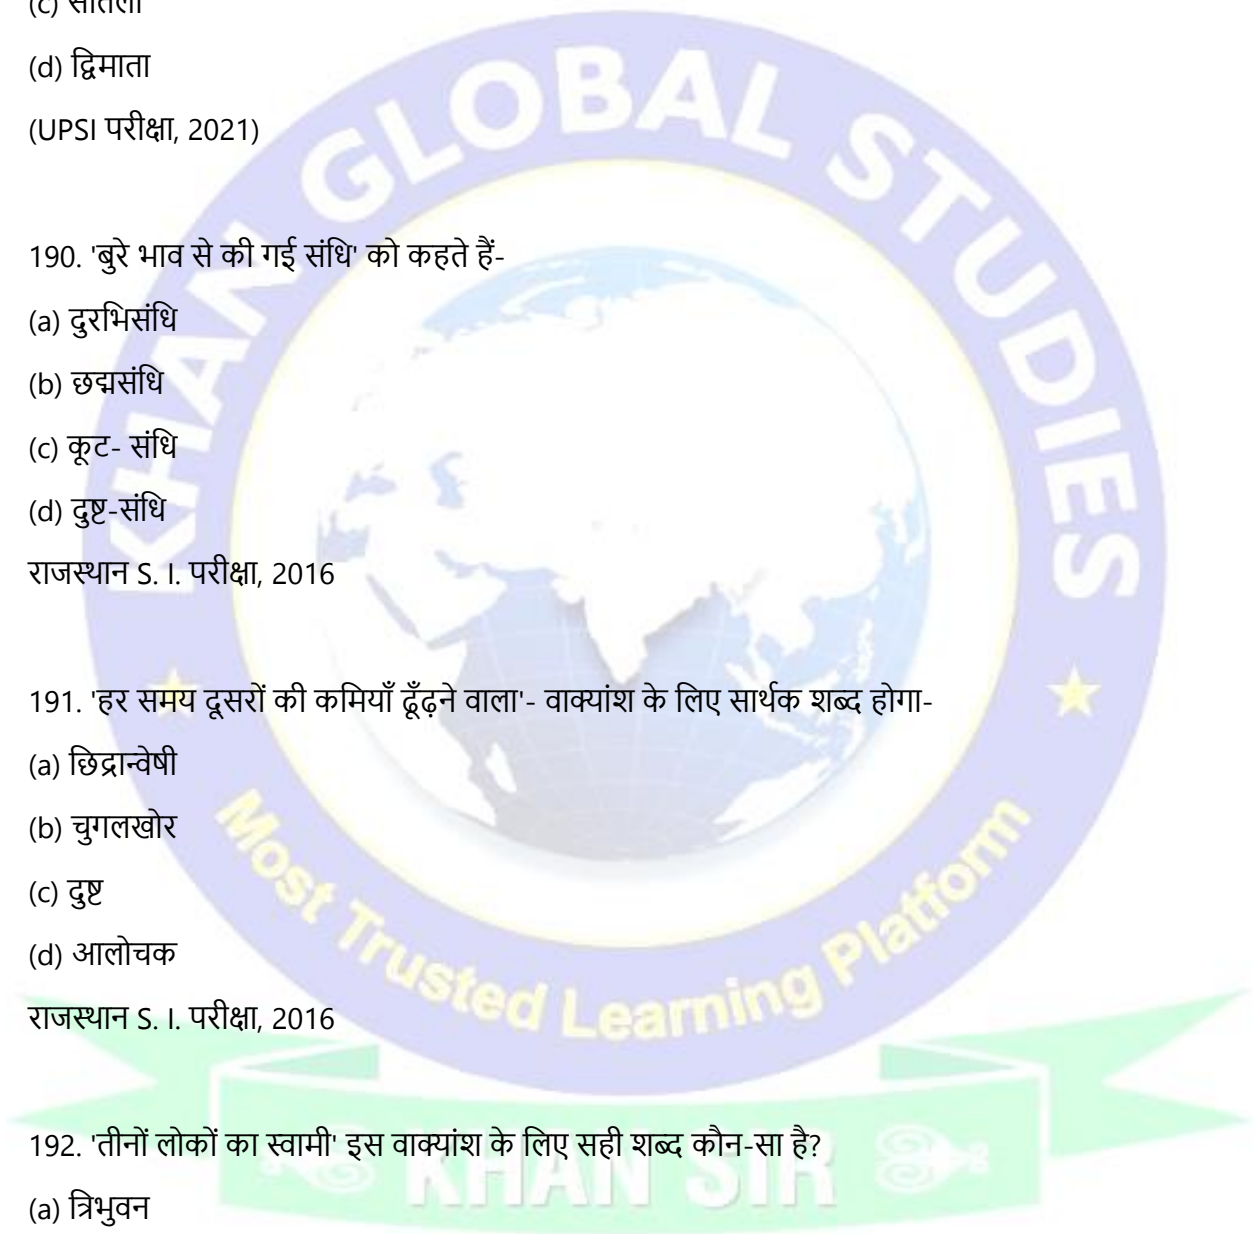 (c) सौतेला
(d) द्विमाता
(UPSI परीक्षा, 2021)
190. 'बुरे भाव से की गई संधि' को कहते हैं-
(a) दुरभिसंधि
(b) छद्मसंधि
(c) कूट- संधि
(d) दुष्ट-संधि
राजस्थान S. I. परीक्षा, 2016
191. 'हर समय दूसरों की कमियाँ ढूँढ़ने वाला'- वाक्यांश के लिए सार्थक शब्द होगा-
(a) छिद्रान्वेषी
(b) चुगलखोर
(c) दुष्ट
(d) आलोचक
राजस्थान S. I. परीक्षा, 2016
192. 'तीनों लोकों का स्वामी' इस वाक्यांश के लिए सही शब्द कौन-सा है?
(a) त्रिभुवन
KHAN GLOBAL STUDIES
Most Trusted Learning Platform
KHAN SIR